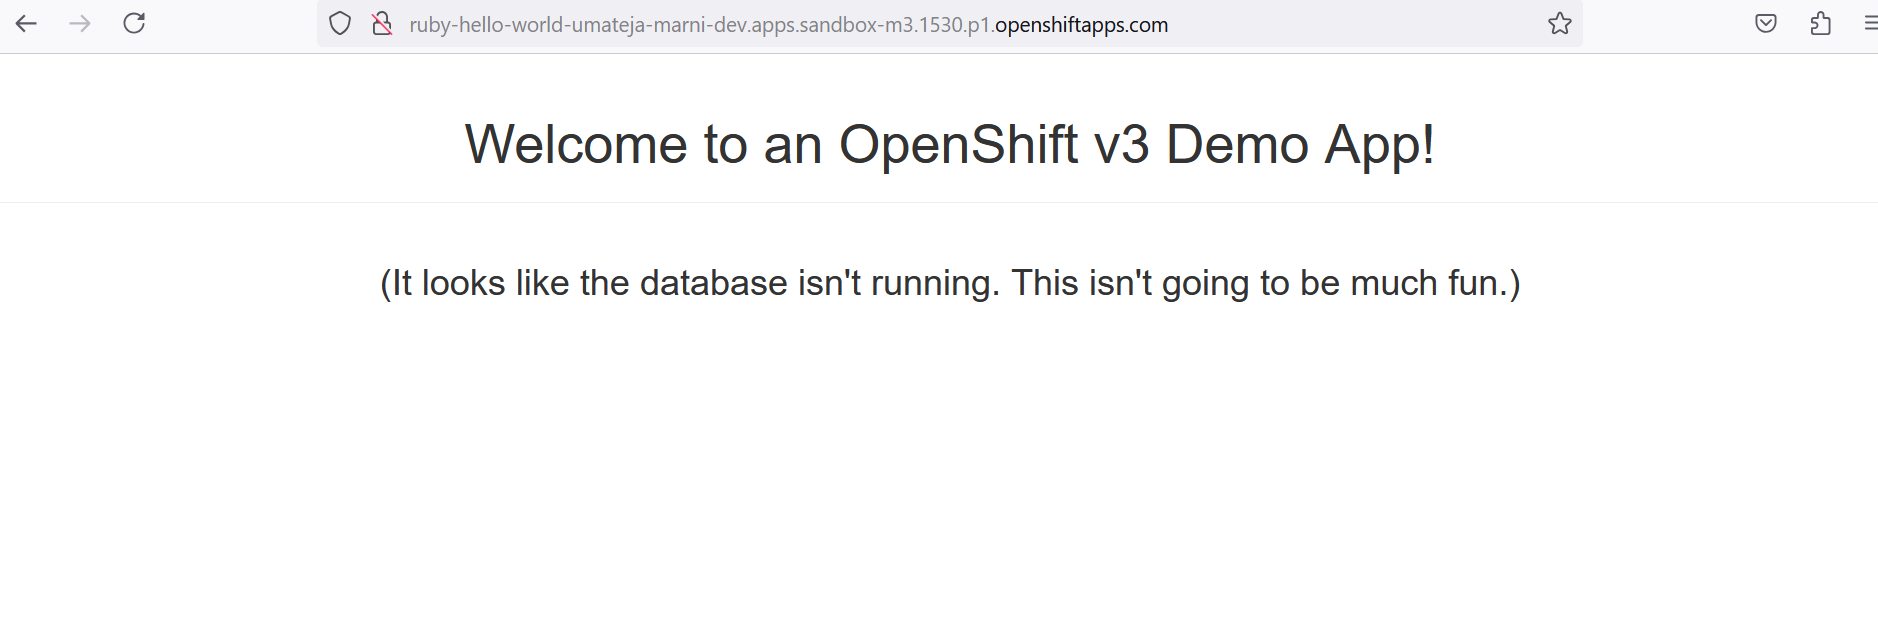 ruby-hello-world-umateja-marni-dev.apps.sandbox-m3.1530.p1.openshiftapps.com
Welcome to an OpenShift v3 Demo App!
(It looks like the database isn't running. This isn't going to be much fun.)